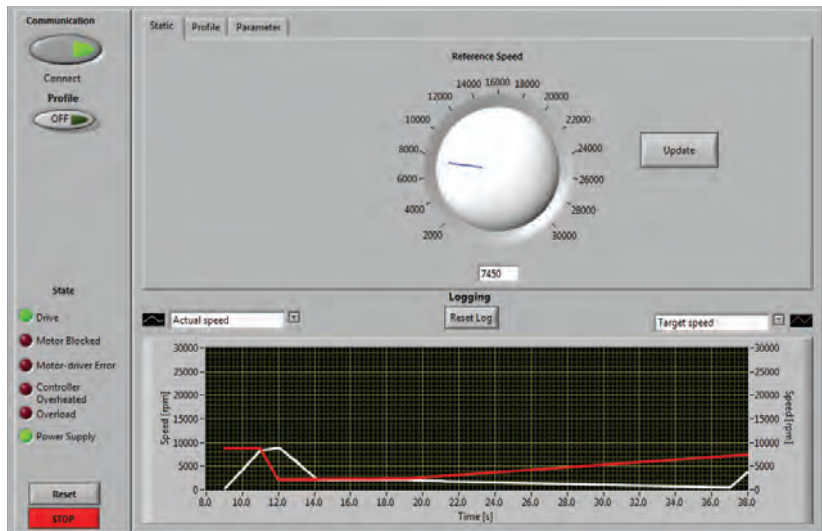 Communication
Connect
Profile
OFF
State
Drive
Motor Blocked
Motor-driver Error
Controller
Overheated
Overload
Power Supply
Reset
STOP
Static Profile Parameter
Reference Speed
2000
4000
6000
8000
10000
12000
14000
16000
18000
20000
22000
24000
26000
28000
30000
Update
7450
Logging
Actual speed
Reset Log
Target speed
30000
25000
20000
15000
10000
5000
0
Speed [rpm]
30000
25000
20000
15000
10000
5000
0
Speed [rpm]
8.0 10.0 12.0 14.0 16.0 18.0 20.0 22.0 24.0 26.0 28.0 30.0 32.0 34.0 36.0 38.0
Time [s]